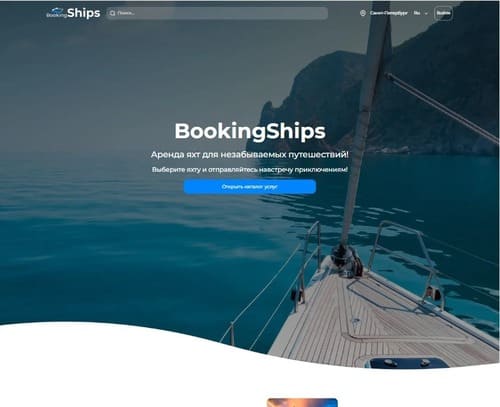 BookingShips
Поиск...
Санкт-Петербург
Ru
Войти
BookingShips
Аренда яхт для незабываемых путешествий!
Выберите яхту и отправляйтесь навстречу приключениям!
Открыть каталог услуг